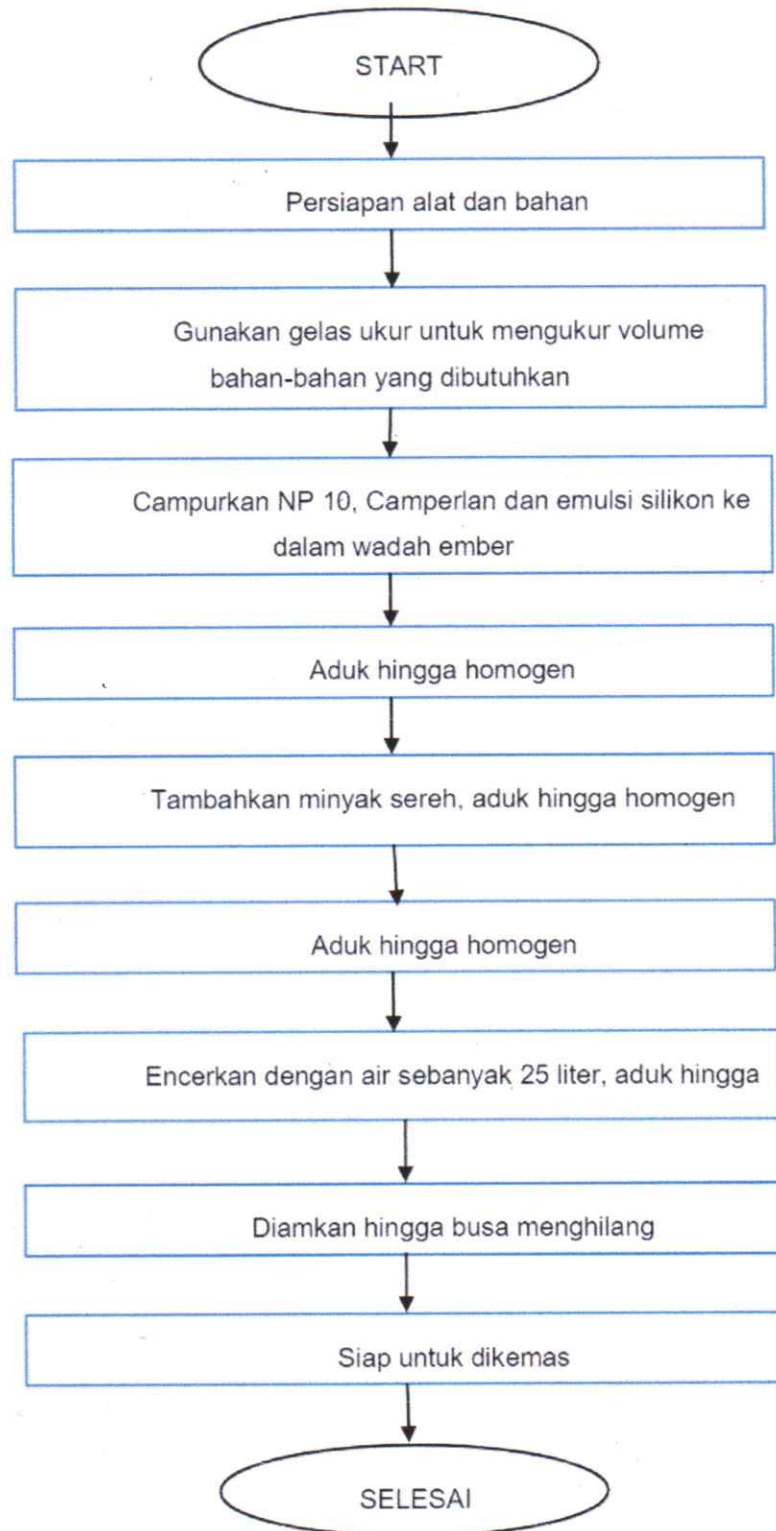 START
Persiapan alat dan bahan
Gunakan gelas ukur untuk mengukur volume
bahan-bahan yang dibutuhkan
Campurkan NP 10, Camperlan dan emulsi silikon ke
dalam wadah ember
Aduk hingga homogen
Tambahkan minyak sereh, aduk hingga homogen
Aduk hingga homogen
Encerkan dengan air sebanyak 25 liter, aduk hingga
Diamkan hingga busa menghilang
Siap untuk dikemas
SELESAI